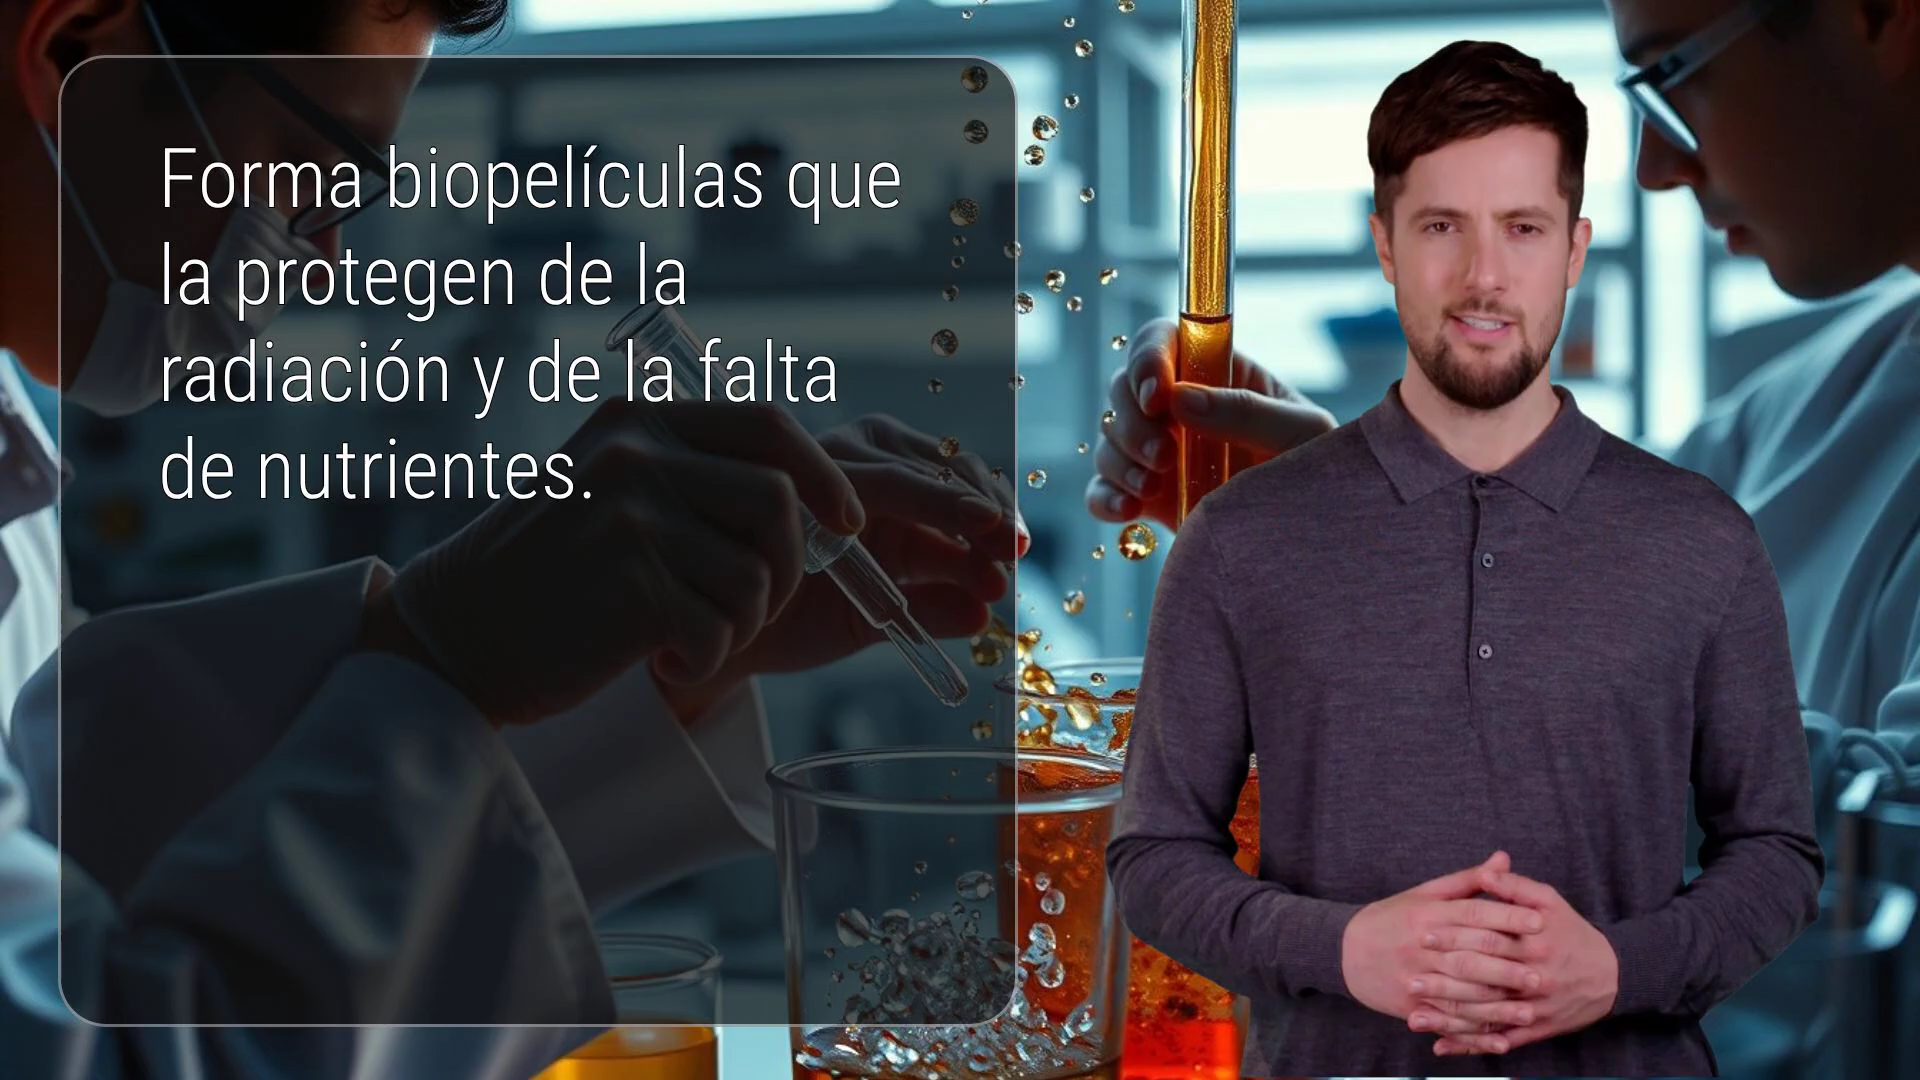 Forma biopelículas que
la protegen de la
radiación y de la falta
de nutrientes.